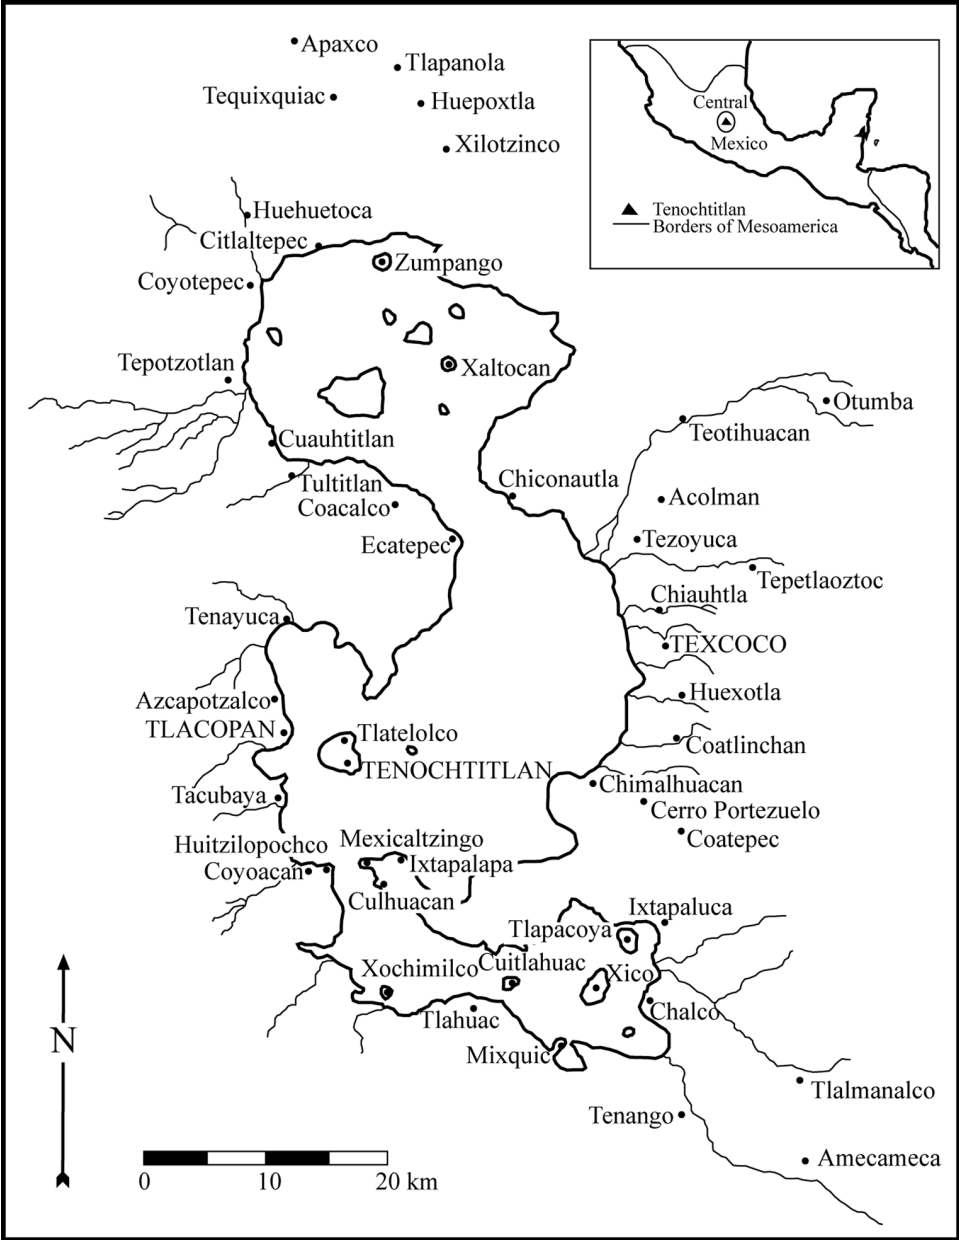 Apaxco
Tlapanola
Tequixquiac
Huepoxtla
Xilotzinco
Central
Mexico
Tenochtitlan
Borders of Mesoamerica
Huehuetoca
Citlaltepec
Zumpango
Coyotepec
Tepotzotlan
Xaltocan
Otumba
Teotihuacan
Cuauhtitlan
Tultitlan
Chiconautla
Coacalco
Acolman
Ecatepec
Tezoyuca
Tepetlaoztoc
Chiauhtla
Tenayuca
TEXCOCO
Azcapotzalco
Huexotla
TLACOPAN
Tlatelolco
Coatlinchan
TENOCHTITLAN
Chimalhuacan
Tacubaya
Cerro Portezuelo
Coatepec
Huitzilopochco
Mexicaltzingo
Coyoacan
Ixtapalapa
Culhuacan
Ixtapaluca
Tlapacoya
Xochimilco
Cuitlahuac
Xico
Chalco
Tlahuac
Mixquic
N
Tlalmanalco
Tenango
Amecameca
0 10 20 km